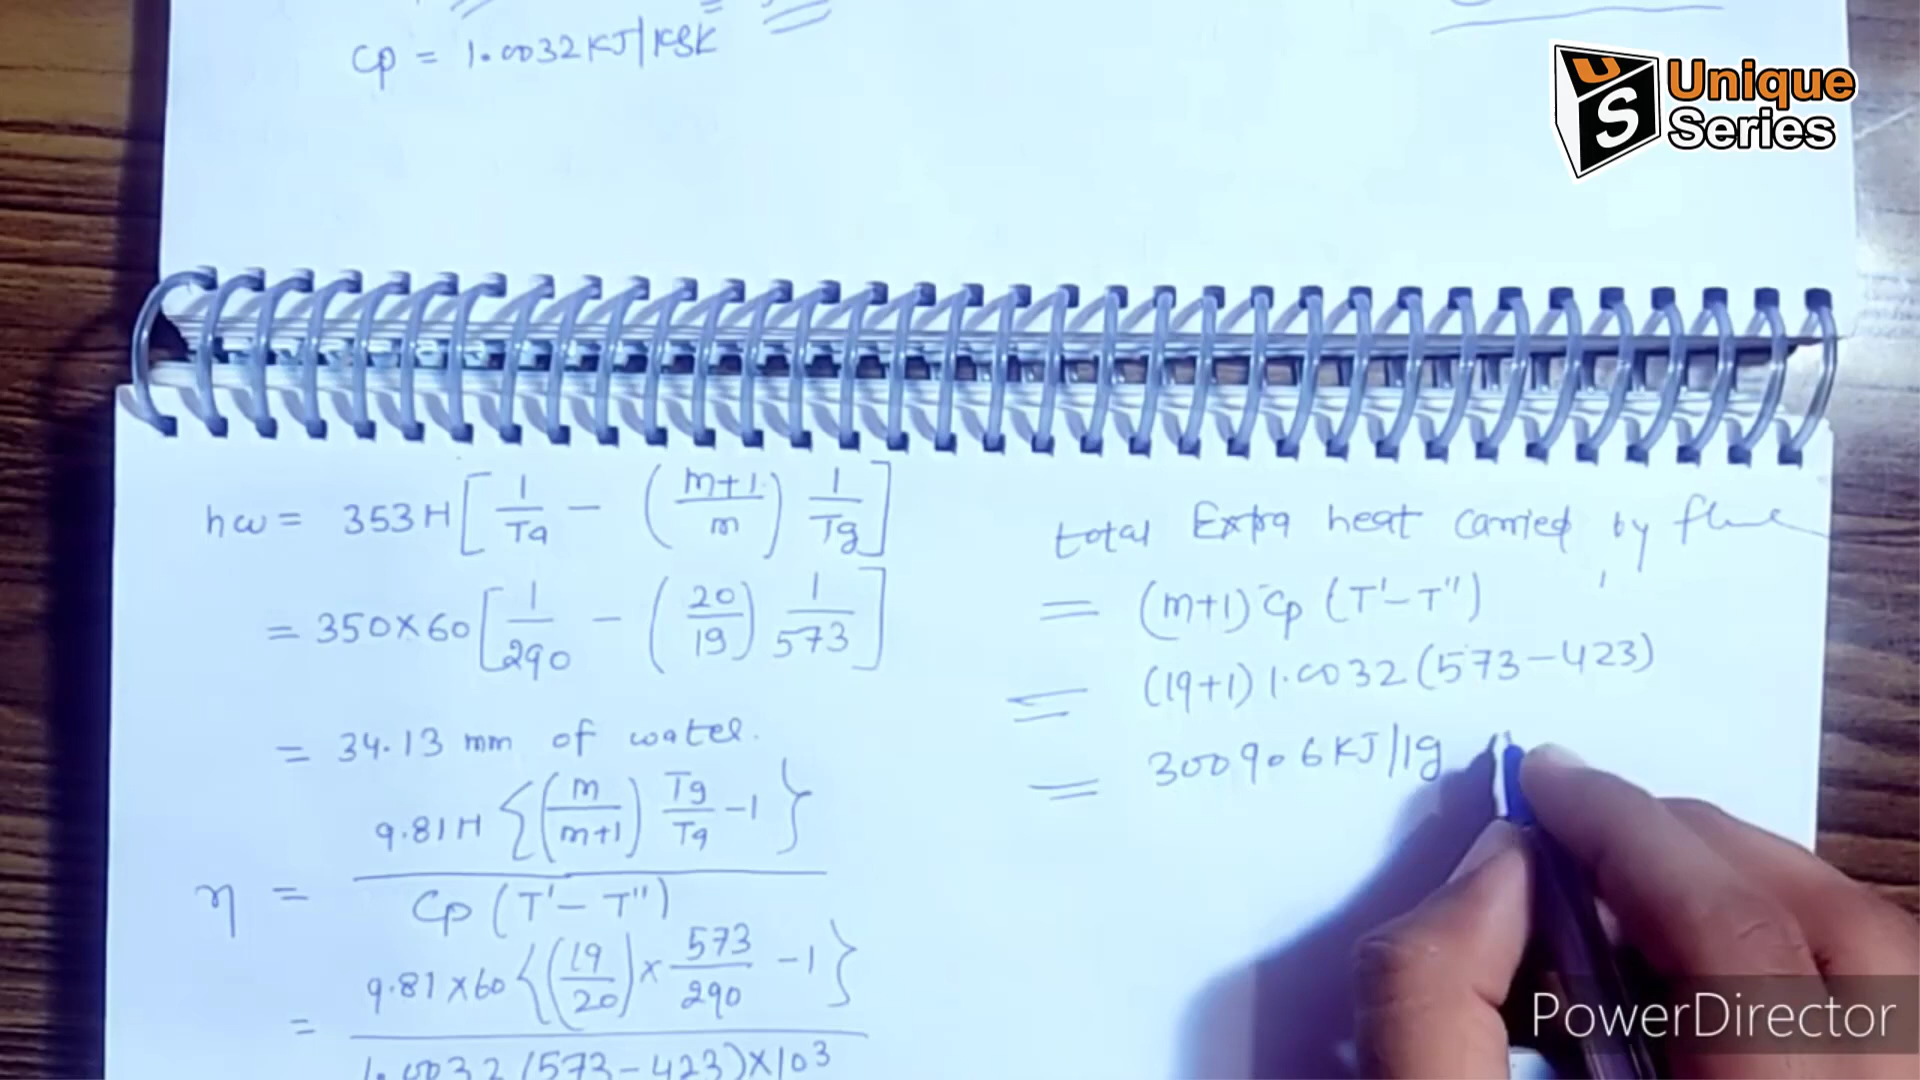 Cp = 1.0032 KJ/KgK
U S Unique Series
hw = 353H [ 1/Ta - ( m+1/m ) 1/Tg ]
= 350×60 [ 1/290 - ( 20/19 ) 1/573 ]
= 34.13 mm of water.
η = 9.81H { ( m/m+1 ) Tg/Ta -1 } / Cp (T' - T")
= 9.81×60 { ( 19/20 ) × 573/290 -1 } / 1.0032 (573-423)×10³
total Extra heat carried by flue
= (m+1) Cp (T' - T")
= (19+1) 1.0032 (573-423)
= 3009.6 KJ/
PowerDirector